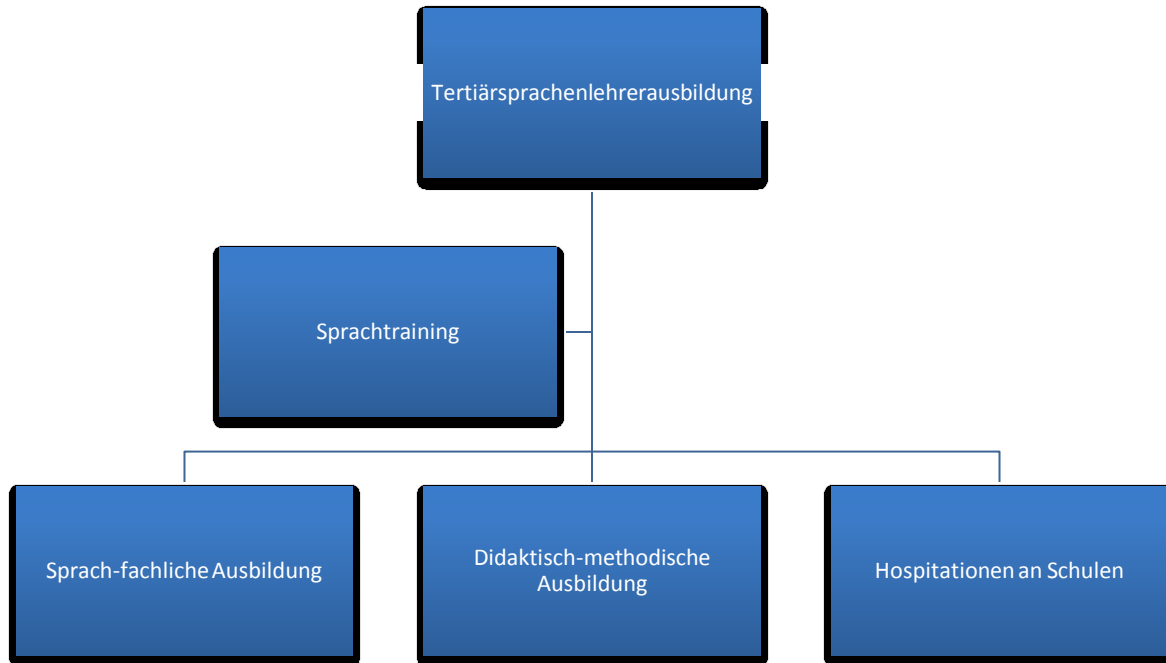 Tertiärsprachenlehrerausbildung
Sprachtraining
Sprach-fachliche Ausbildung
Didaktisch-methodische
Ausbildung
Hospitationen an Schulen